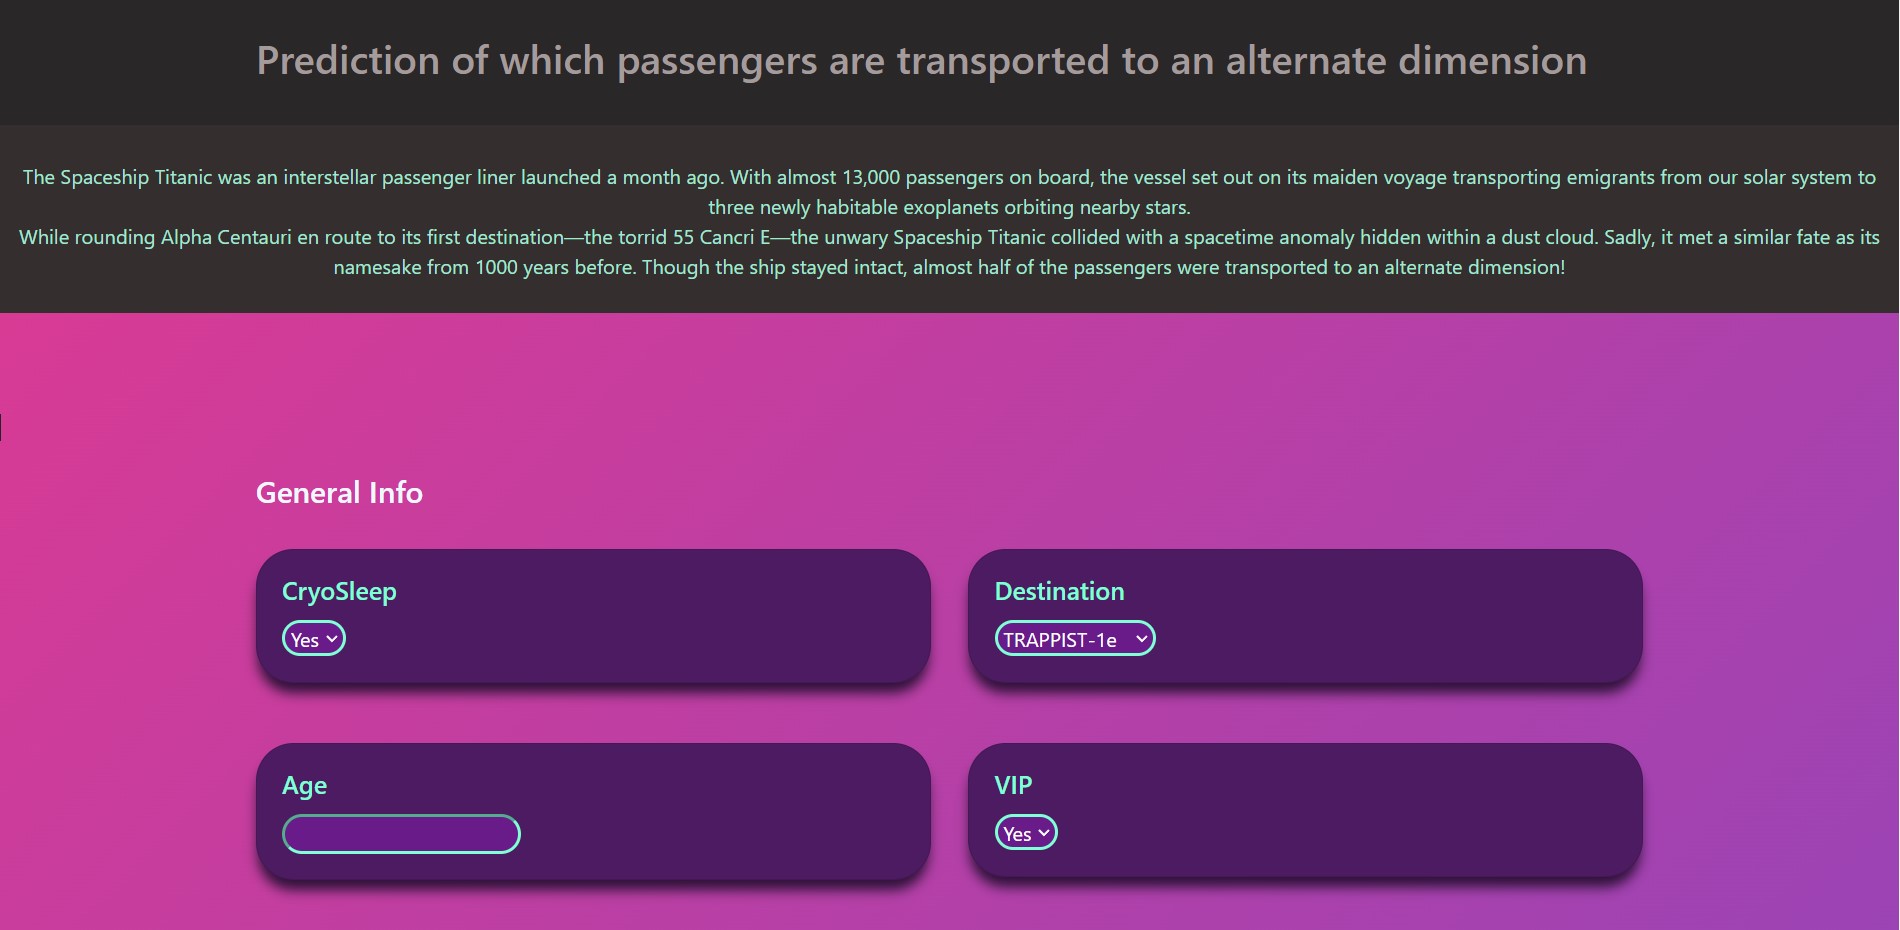 Prediction of which passengers are transported to an alternate dimension
The Spaceship Titanic was an interstellar passenger liner launched a month ago. With almost 13,000 passengers on board, the vessel set out on its maiden voyage transporting emigrants from our solar system to
three newly habitable exoplanets orbiting nearby stars.
While rounding Alpha Centauri en route to its first destination—the torrid 55 Cancri E—the unwary Spaceship Titanic collided with a spacetime anomaly hidden within a dust cloud. Sadly, it met a similar fate as its
namesake from 1000 years before. Though the ship stayed intact, almost half of the passengers were transported to an alternate dimension!
General Info
CryoSleep
Yes
Destination
TRAPPIST-1e
Age
VIP
Yes